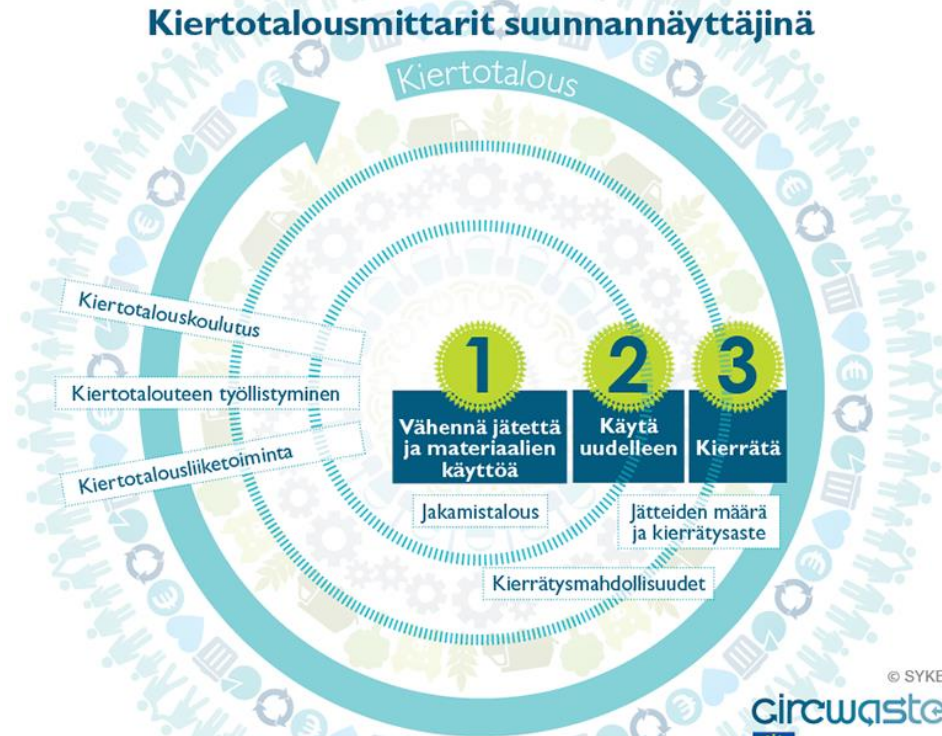 Kiertotalousmittarit suunnannäyttäjinä
Kiertotalous
Kiertotalouskoulutus
Kiertotalouteen työllistyminen
Kiertotalousliiketoiminta
1
Vähennä jätettä
ja materiaalien
käyttöä
2
Käytä
uudelleen
3
Kierrätä
Jakamistalous
Jätteiden määrä
ja kierrätysaste
Kierrätysmahdollisuudet
© SYKE
circwaste